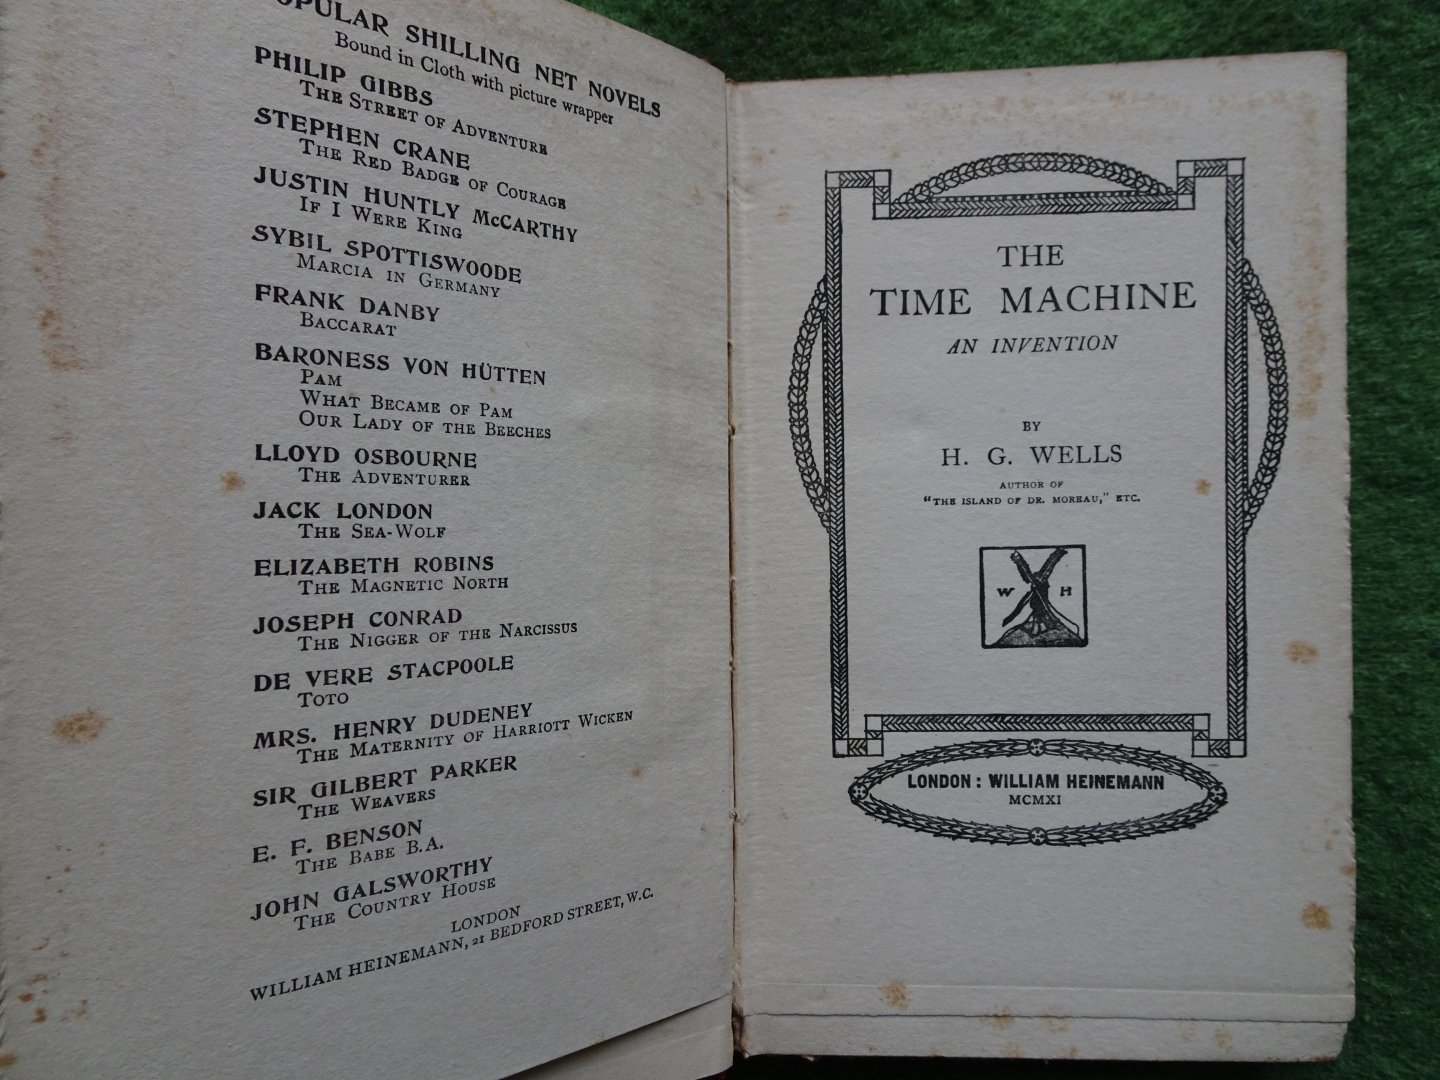 POPULAR SHILLING NET NOVELS
Bound in Cloth with picture wrapper
PHILIP GIBBS
THE STREET OF ADVENTURE
STEPHEN CRANE
THE RED BADGE OF COURAGE
JUSTIN HUNTLY McCARTHY
IF I WERE KING
SYBIL SPOTTISWOODE
MARCIA IN GERMANY
FRANK DANBY
BACCARAT
BARONESS VON HÜTTEN
PAM
WHAT BECAME OF PAM
OUR LADY OF THE BEECHES
LLOYD OSBOURNE
THE ADVENTURER
JACK LONDON
THE SEA-WOLF
ELIZABETH ROBINS
THE MAGNETIC NORTH
JOSEPH CONRAD
THE NIGGER OF THE NARCISSUS
DE VERE STACPOOLE
TOTO
MRS. HENRY DUDENEY
THE MATERNITY OF HARRIOTT WICKEN
SIR GILBERT PARKER
THE WEAVERS
E. F. BENSON
THE BABE B.A.
JOHN GALSWORTHY
THE COUNTRY HOUSE
LONDON
WILLIAM HEINEMANN, 21 BEDFORD STREET, W.C.
THE
TIME MACHINE
AN INVENTION
BY
H. G. WELLS
AUTHOR OF
"THE ISLAND OF DR. MOREAU," ETC.
W H
LONDON: WILLIAM HEINEMANN
MCMXI